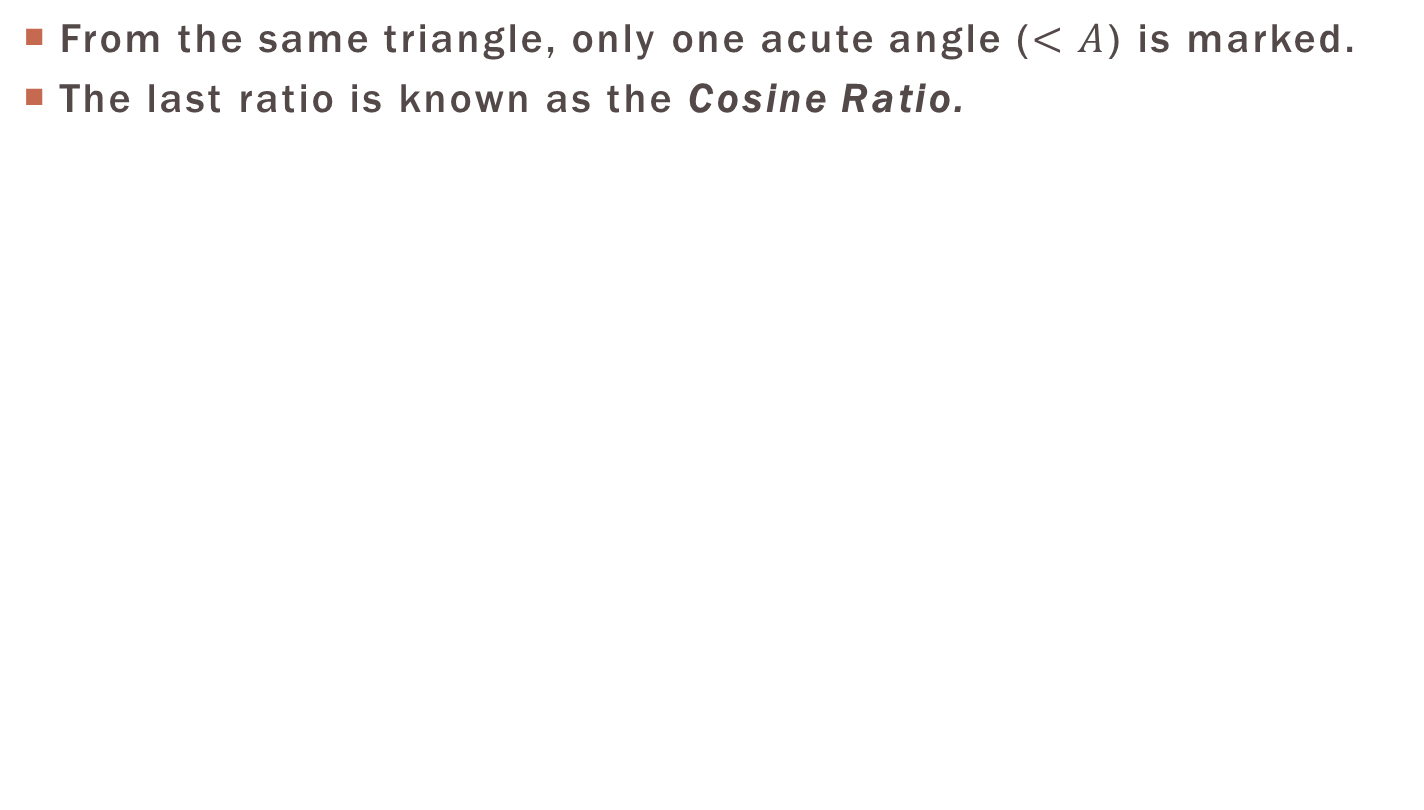 ▪ From the same triangle, only one acute angle (< A) is marked.
▪ The last ratio is known as the Cosine Ratio.